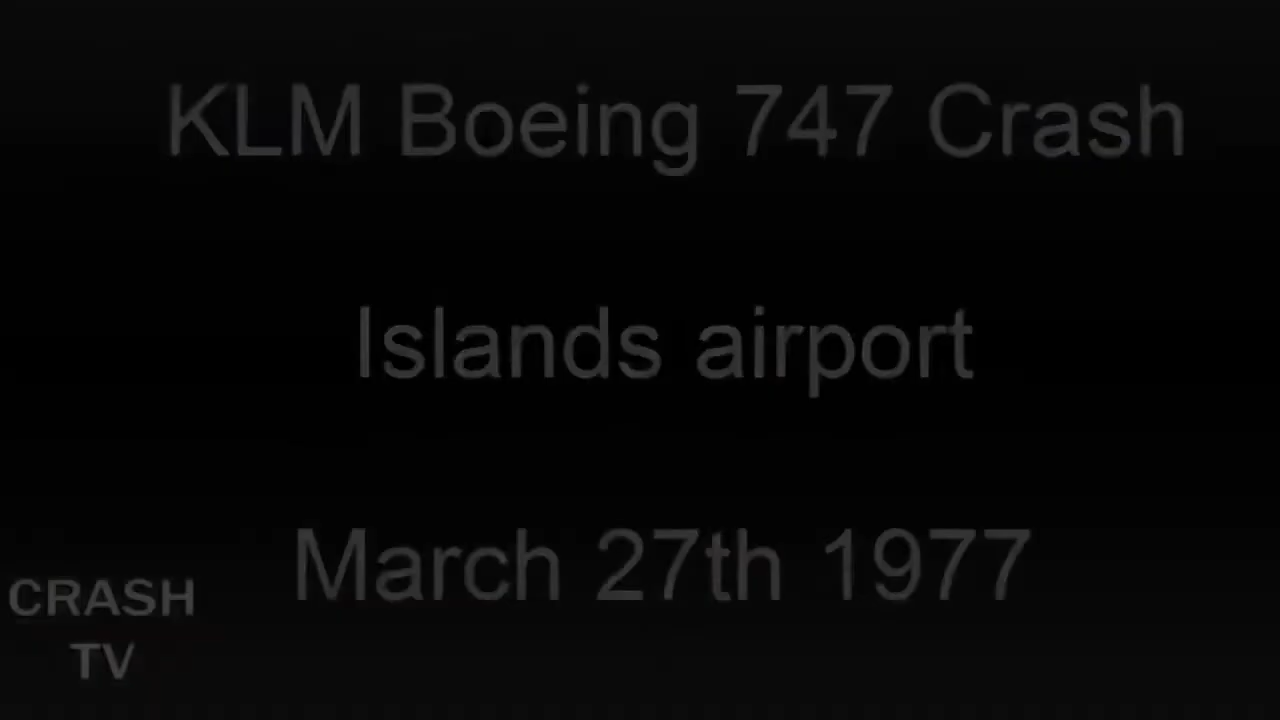 KLM Boeing 747 Crash
Islands airport
March 27th 1977
CRASH
TV